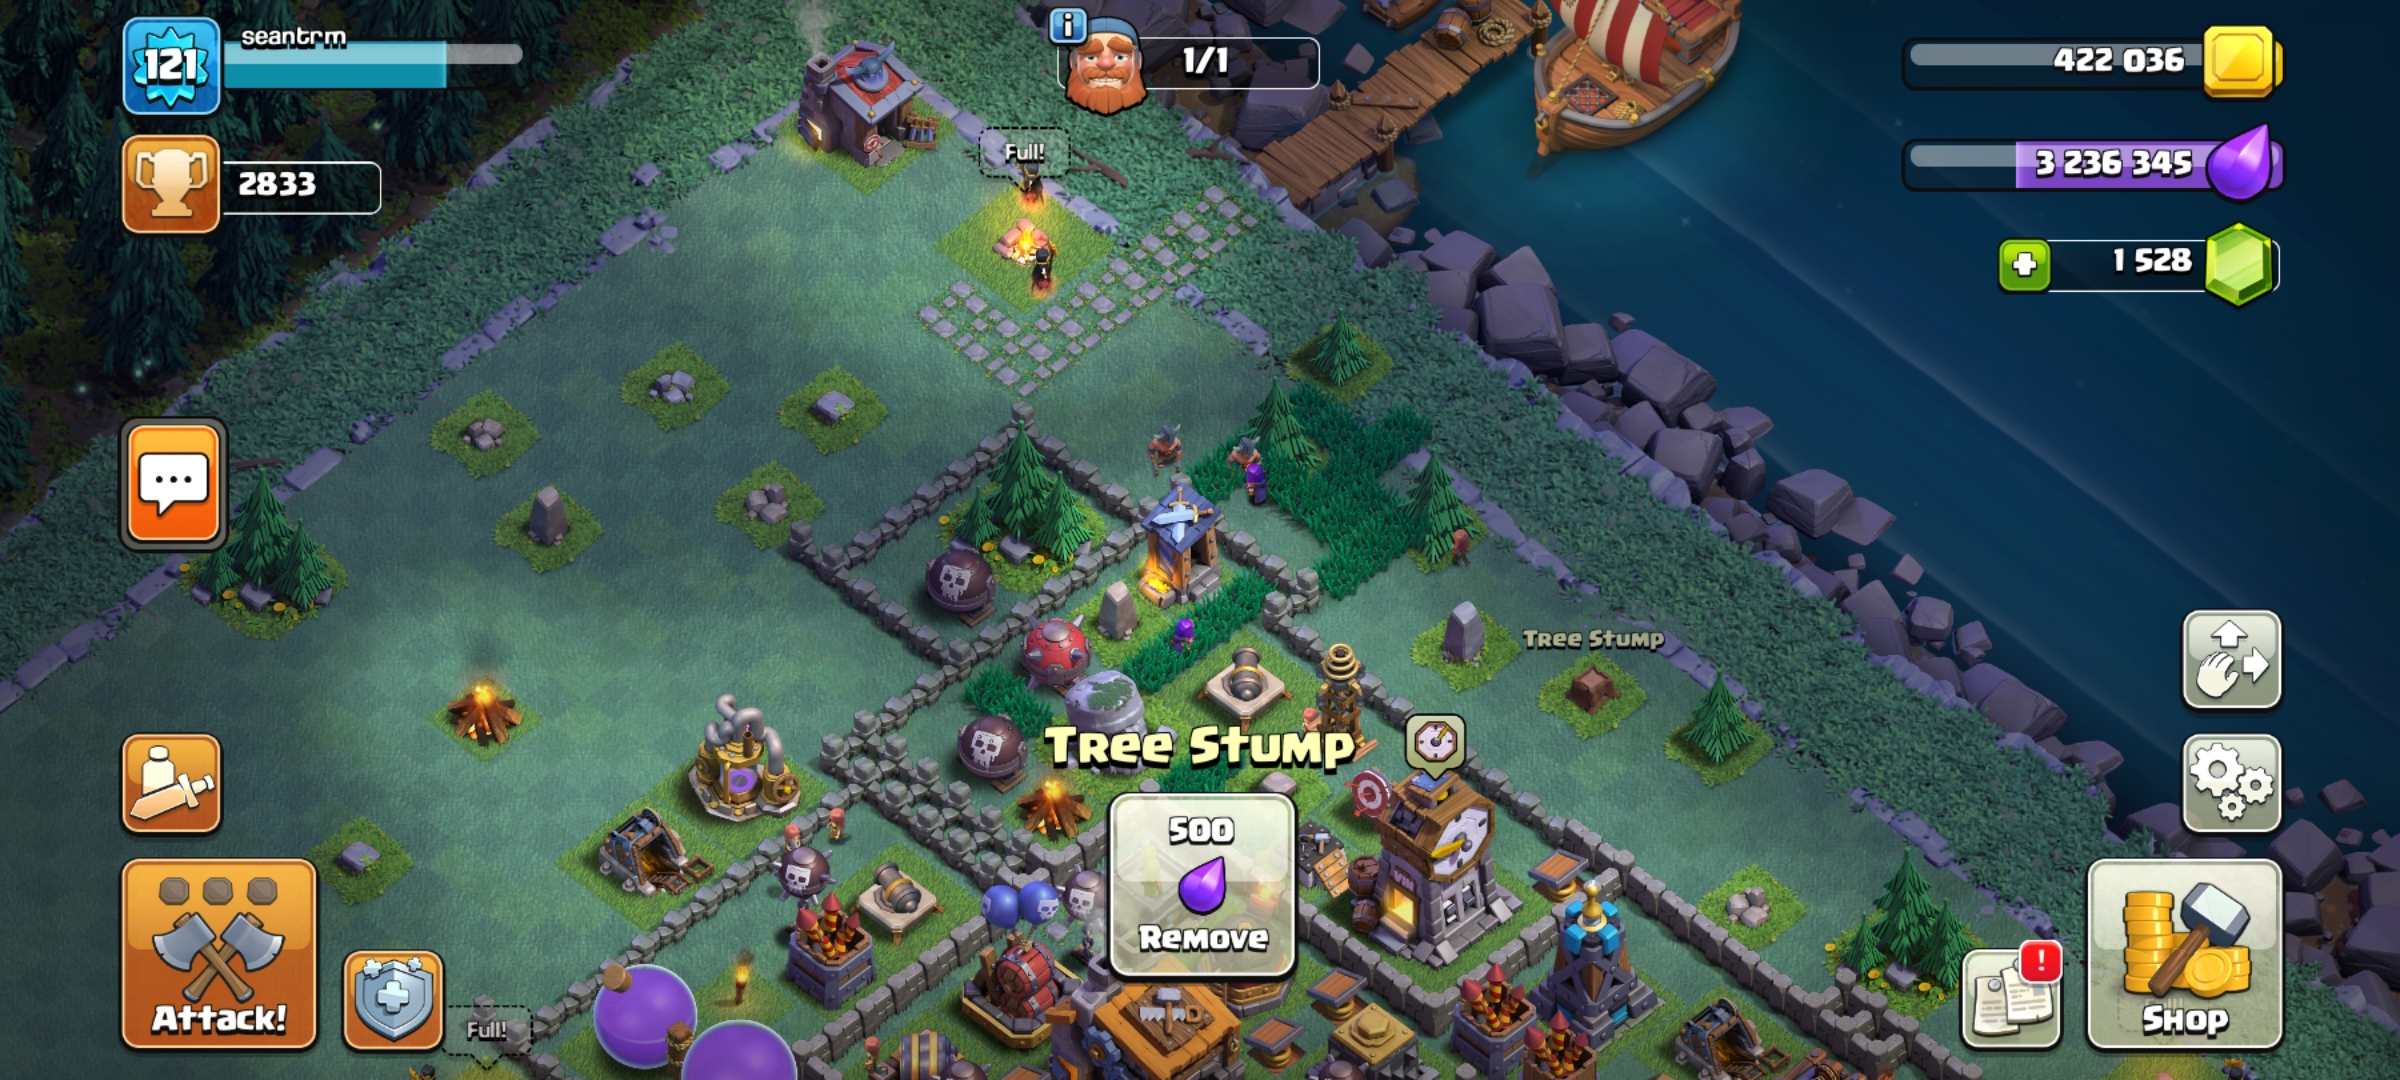 121
seantrm
i
1/1
422 036
2833
Full!
3 236 345
1 528
Tree Stump
Tree Stump
500
Remove
VIII
Attack!
Full!
!
Shop